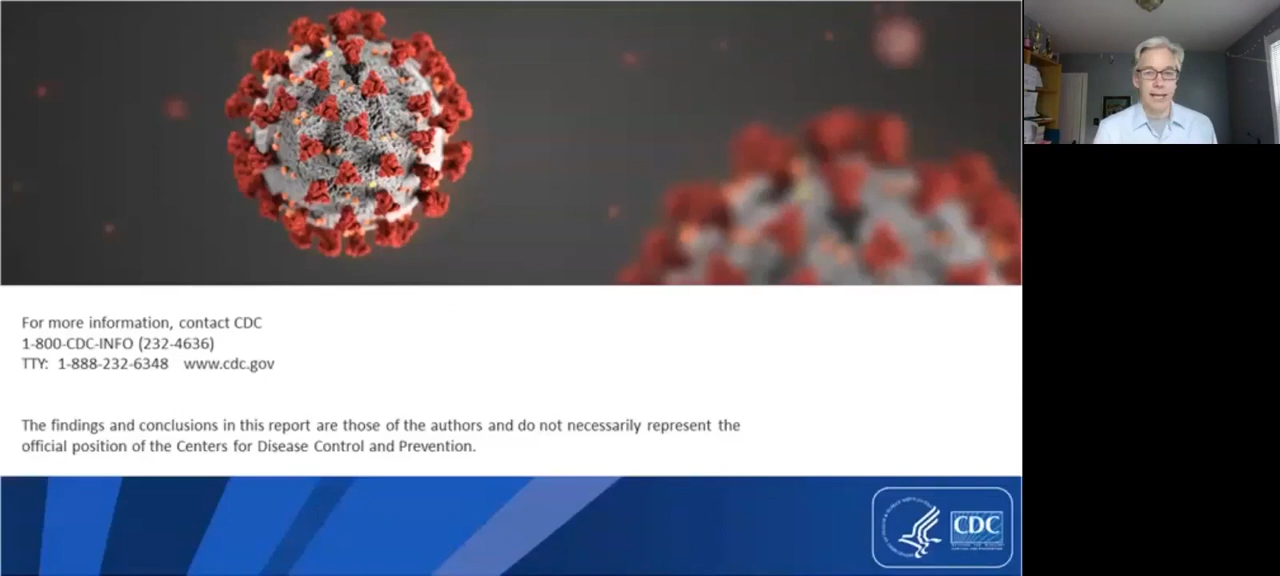 For more information, contact CDC
1-800-CDC-INFO (232-4636)
TTY: 1-888-232-6348 www.cdc.gov
The findings and conclusions in this report are those of the authors and do not necessarily represent the
official position of the Centers for Disease Control and Prevention.
CDC